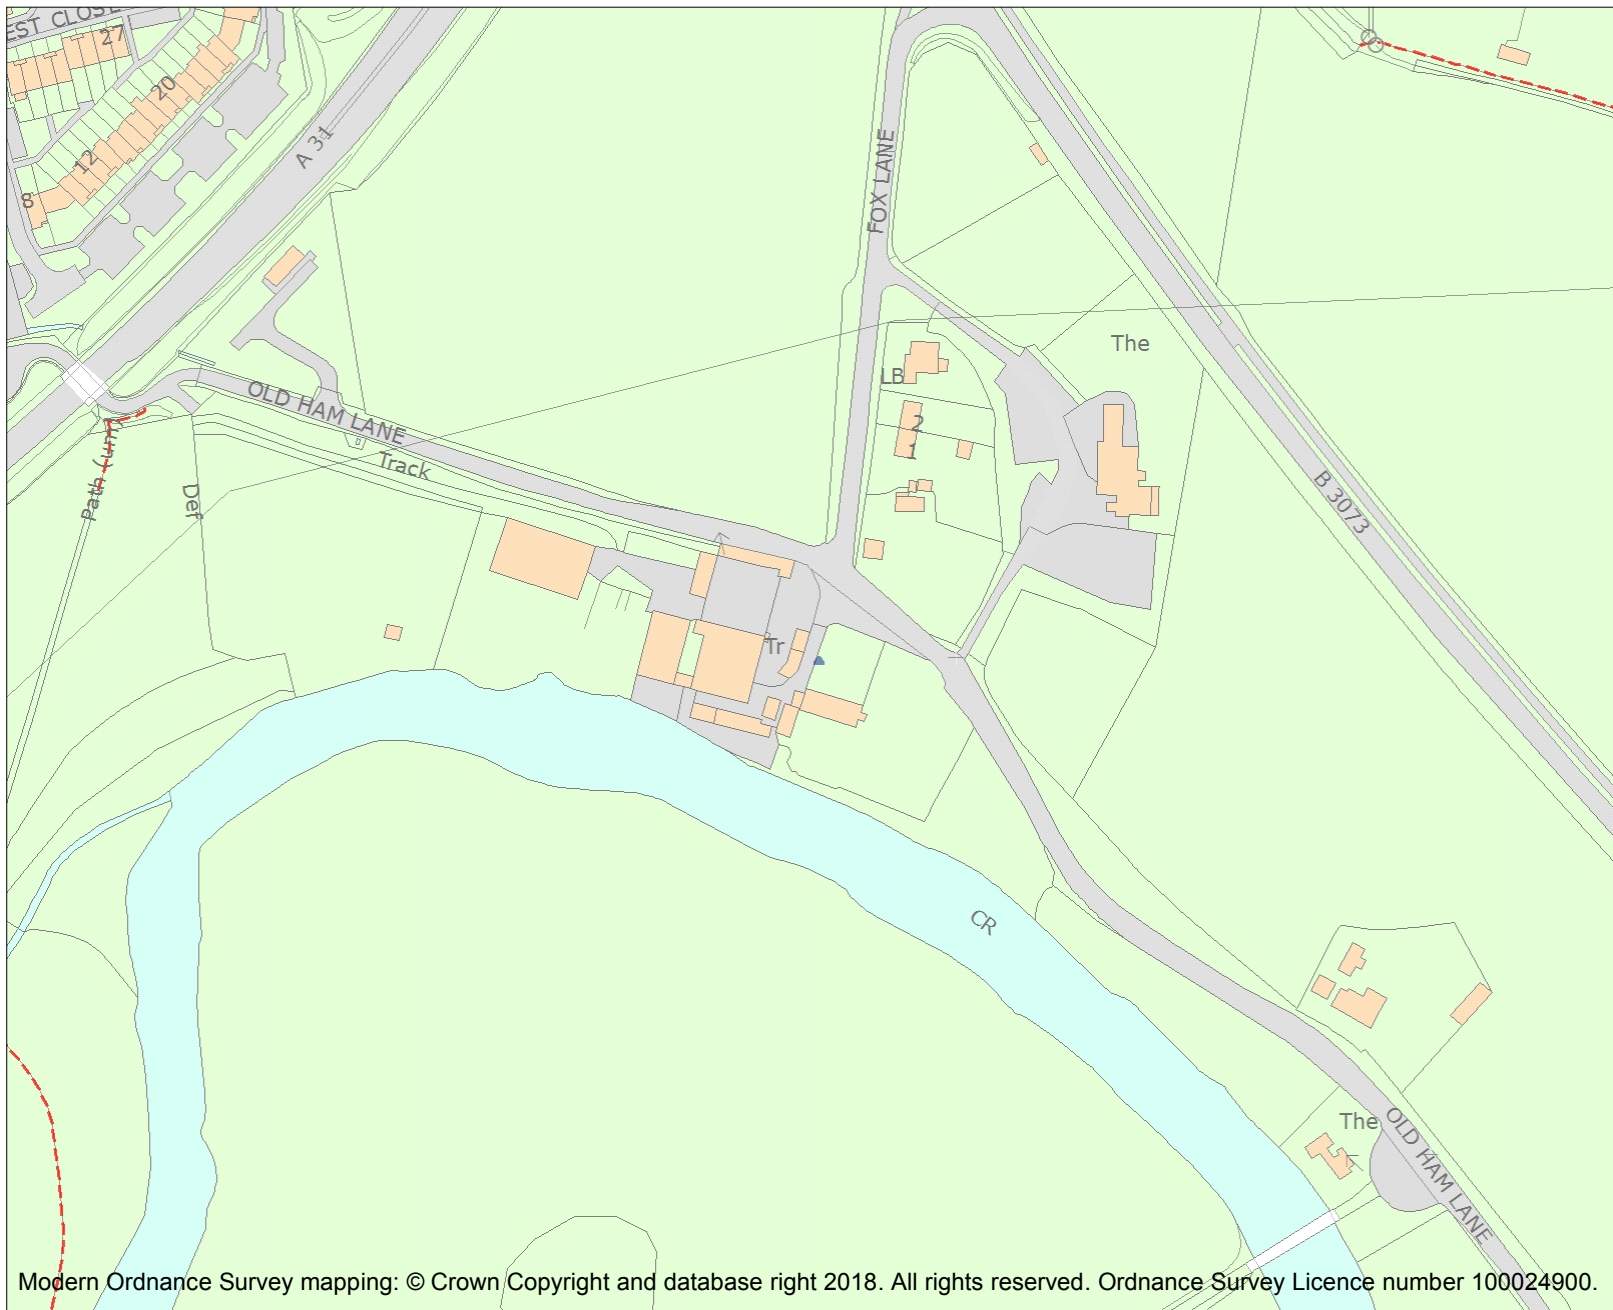 EST CLOSE
27
20
12
8
A 31
FOX LANE
The
LB
2
1
OLD HAM LANE
Track
Path (um)
Def
B 3073
Tr
CR
The
OLD HAM LANE
Modern Ordnance Survey mapping: © Crown Copyright and database right 2018. All rights reserved. Ordnance Survey Licence number 100024900.